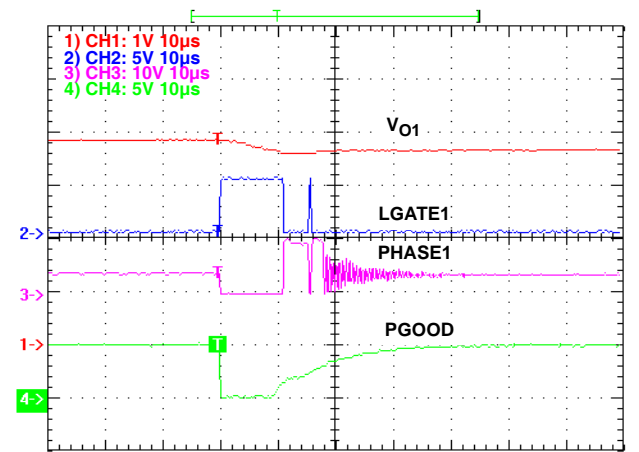 1) CH1: 1V 10µs
2) CH2: 5V 10µs
3) CH3: 10V 10µs
4) CH4: 5V 10µs
T
VO1
T
LGATE1
2->
PHASE1
T
3->
PGOOD
1->
T
4->